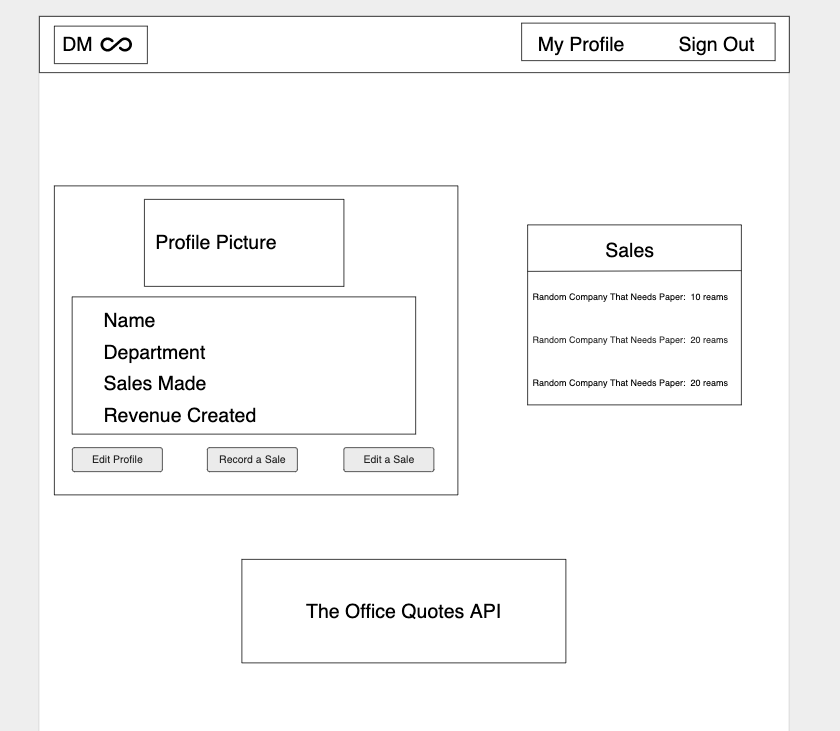 DM ∞
My Profile
Sign Out
Profile Picture
Name
Department
Sales Made
Revenue Created
Edit Profile
Record a Sale
Edit a Sale
Sales
Random Company That Needs Paper: 10 reams
Random Company That Needs Paper: 20 reams
Random Company That Needs Paper: 20 reams
The Office Quotes API